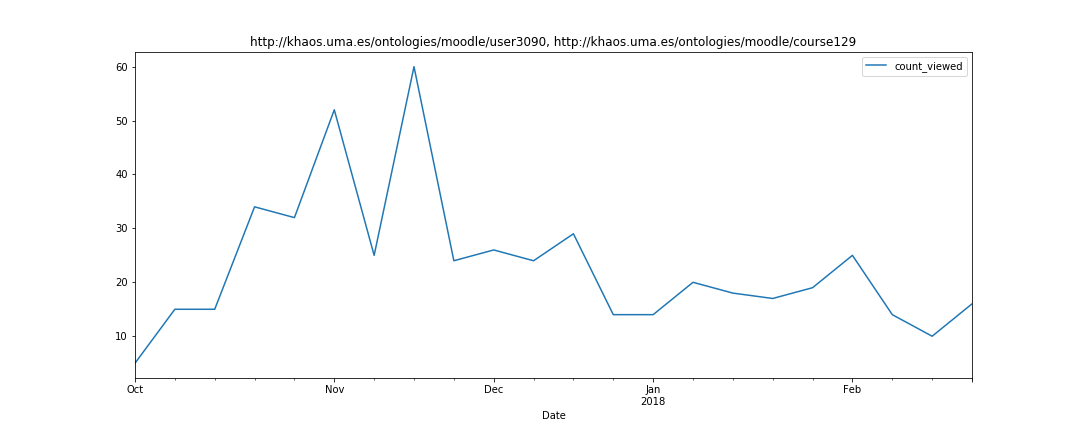 http://khaos.uma.es/ontologies/moodle/user3090, http://khaos.uma.es/ontologies/moodle/course129
count_viewed
60
50
40
30
20
10
Oct Nov Dec Jan Feb
2018
Date